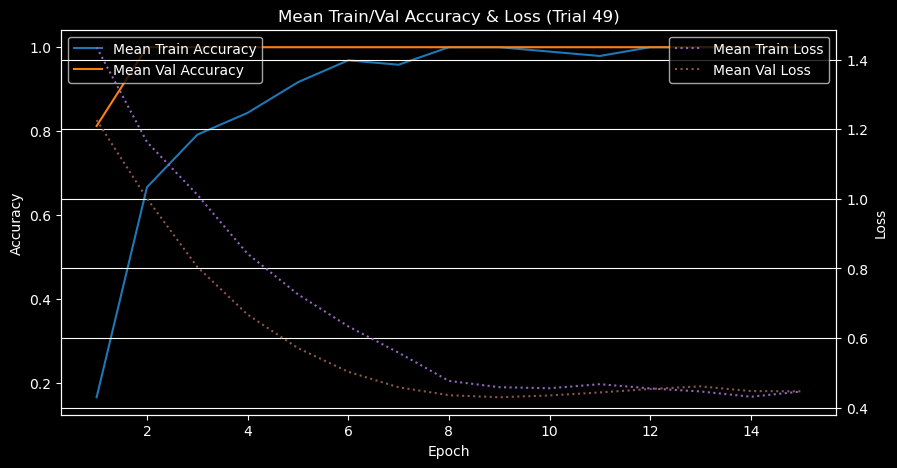 Mean Train/Val Accuracy & Loss (Trial 49)
Mean Train Accuracy
Mean Val Accuracy
Mean Train Loss
Mean Val Loss
1.0
0.8
0.6
0.4
0.2
Accuracy
1.4
1.2
1.0
0.8
0.6
0.4
Loss
2 4 6 8 10 12 14
Epoch